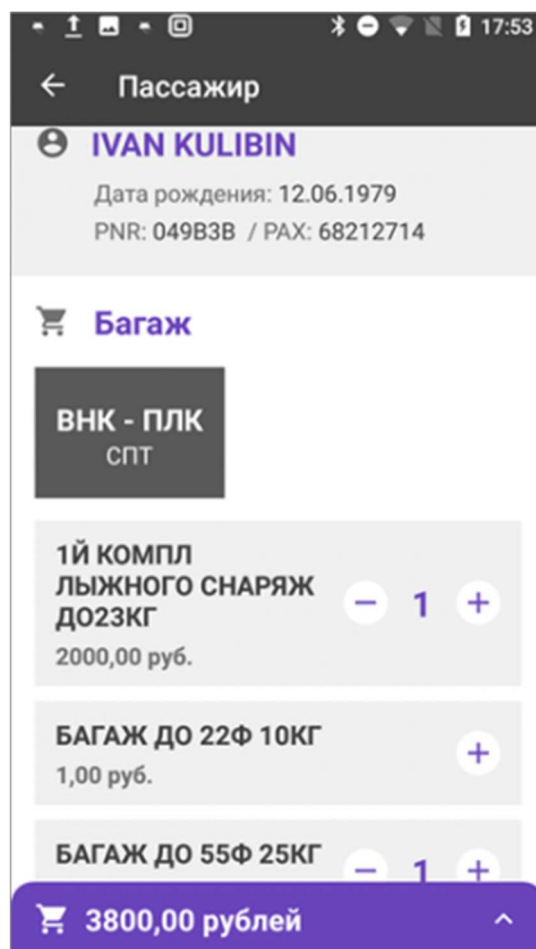 17:53
Пассажир
IVAN KULIBIN
Дата рождения: 12.06.1979
PNR: 049B3B / PAX: 68212714
Багаж
ВНК - ПЛК
СПТ
1Й КОМПЛ
ЛЫЖНОГО СНАРЯЖ
ДО23КГ
2000,00 руб.
1
БАГАЖ ДО 22Ф 10КГ
1,00 руб.
БАГАЖ ДО 55Ф 25КГ
1
3800,00 рублей